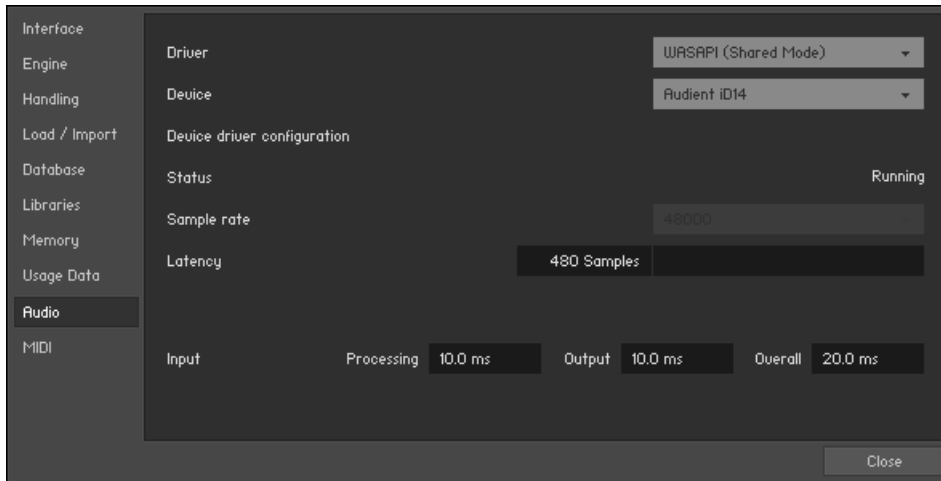 Interface
Engine
Handling
Load / Import
Database
Libraries
Memory
Usage Data
Audio
MIDI
Driver WASAPI (Shared Mode)
Device Audient iD14
Device driver configuration
Status Running
Sample rate 48000
Latency 480 Samples
Input Processing 10.0 ms Output 10.0 ms Overall 20.0 ms
Close